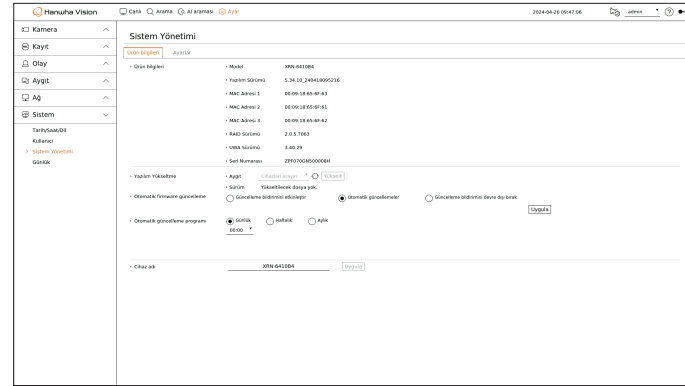 Hanwha Vision
Canlı Arama AI araması Ayar
2024-04-26 09:47:06 admin
Kamera
Kayıt
Olay
Aygıt
Ağ
Sistem
Tarih/Saat/Dil
Kullanıcı
Sistem Yönetimi
Günlük
Sistem Yönetimi
Ürün bilgileri Ayarlar
Ürün bilgileri
Model XRN-6410B4
Yazılım Sürümü 5.34.10_240418095216
MAC Adresi 1 00:09:18:65:6F:63
MAC Adresi 2 00:09:18:65:6F:61
MAC Adresi 3 00:09:18:65:6F:62
RAID Sürümü 2.0.5.7063
UWA Sürümü 3.40.29
Seri Numarası ZPF070GNS00008H
Yazılım Yükseltme Aygıt Cihazları arayın. Yükselt
Sürüm Yükseltilecek dosya yok.
Otomatik firmware güncelleme Güncelleme bildirimini etkinleştir Otomatik güncellemeler Güncelleme bildirimini devre dışı bırak
Uygula
Otomatik güncelleme programı Günlük Haftalık Aylık
00:00
Cihaz adı XRN-6410B4 Uygula